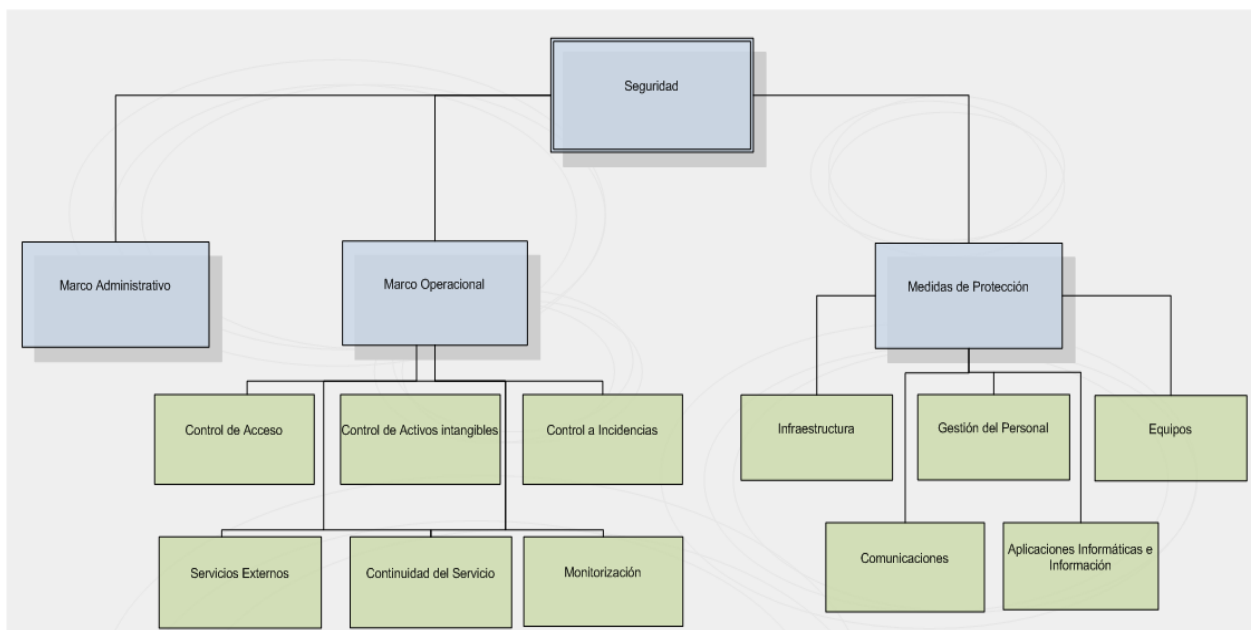 Seguridad
Marco Administrativo
Marco Operacional
Medidas de Protección
Control de Acceso
Control de Activos intangibles
Control a Incidencias
Infraestructura
Gestión del Personal
Equipos
Servicios Externos
Continuidad del Servicio
Monitorización
Comunicaciones
Aplicaciones Informáticas e
Información